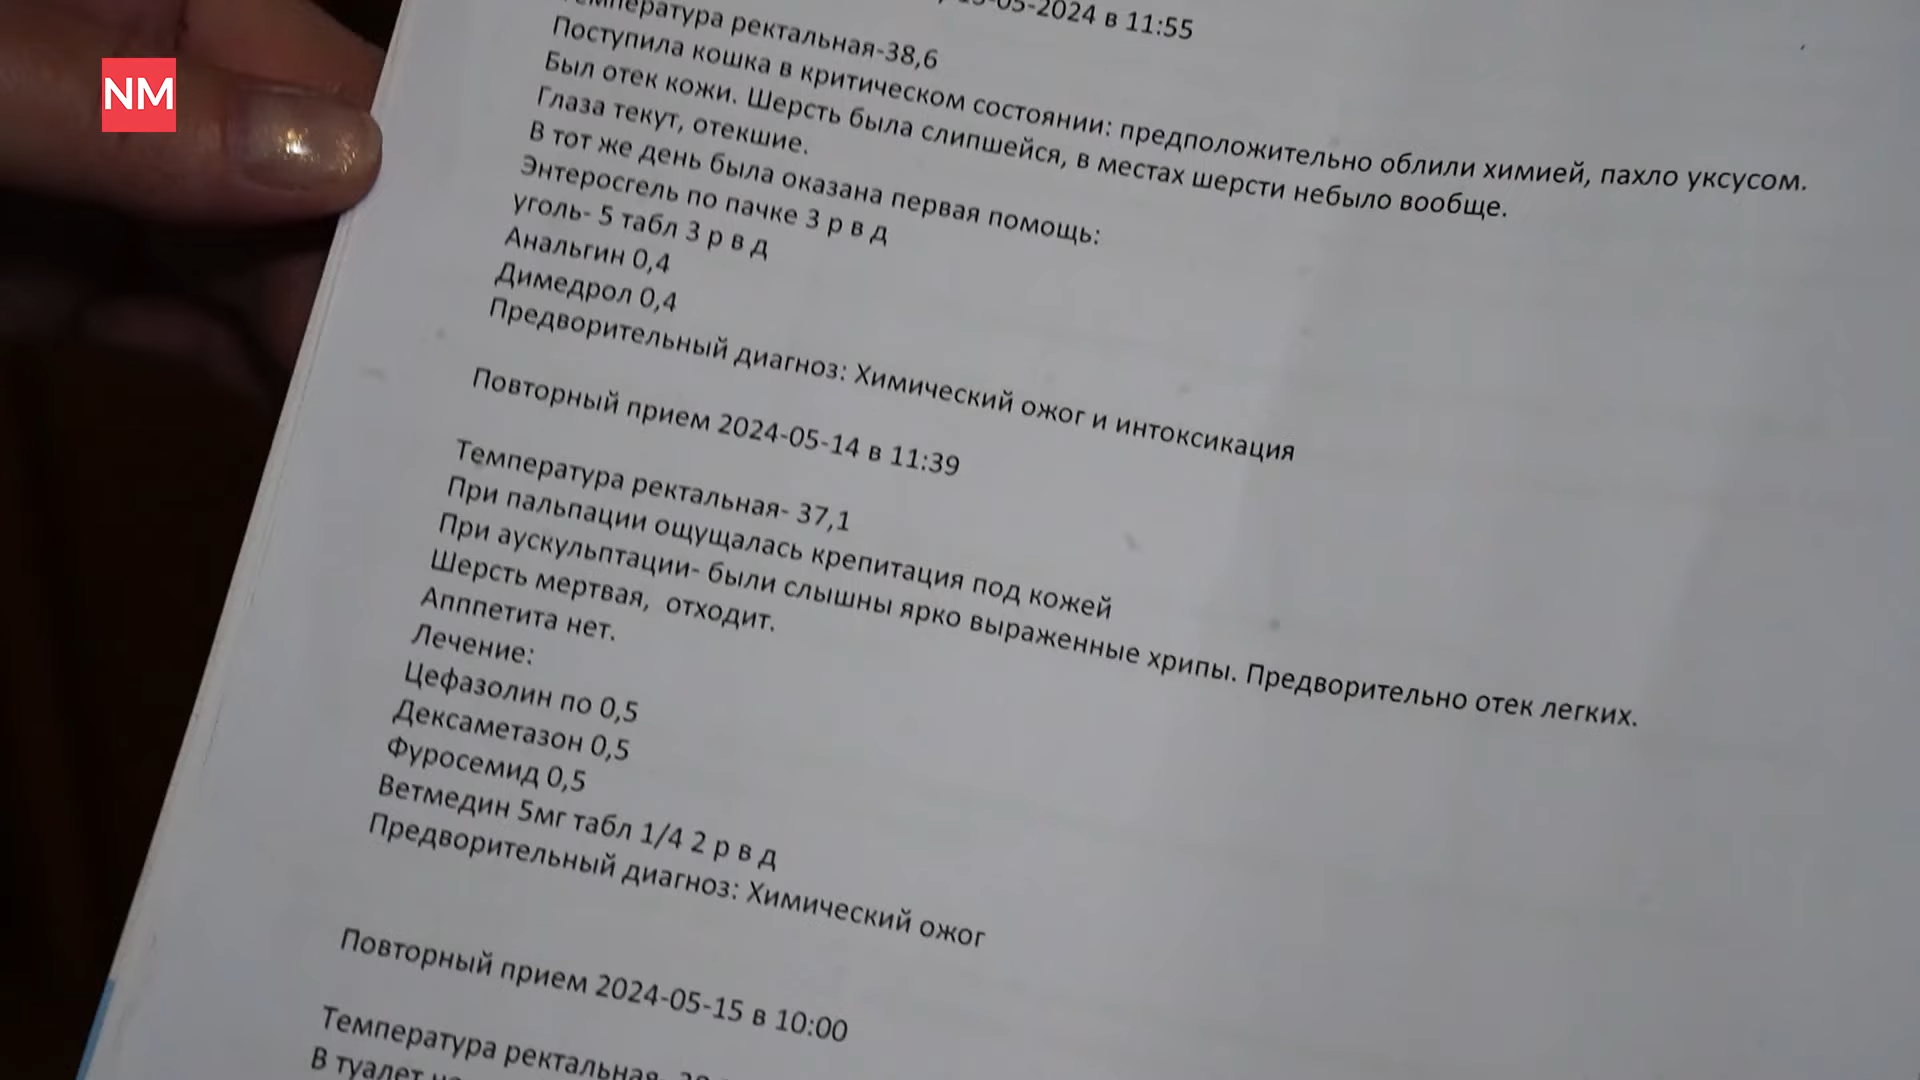 NM
-05-2024 в 11:55
Температура ректальная-38,6
Поступила кошка в критическом состоянии: предположительно облили химией, пахло уксусом.
Был отек кожи. Шерсть была слипшейся, в местах шерсти небыло вообще.
Глаза текут, отекшие.
В тот же день была оказана первая помощь:
Энтеросгель по пачке 3 р в д
уголь- 5 табл 3 р в д
Анальгин 0,4
Димедрол 0,4
Предворительный диагноз: Химический ожог и интоксикация
Повторный прием 2024-05-14 в 11:39
Температура ректальная- 37,1
При пальпации ощущалась крепитация под кожей
При аускульптации- были слышны ярко выраженные хрипы. Предворительно отек легких.
Шерсть мертвая, отходит.
Апппетита нет.
Лечение:
Цефазолин по 0,5
Дексаметазон 0,5
Фуросемид 0,5
Ветмедин 5мг табл 1/4 2 р в д
Предворительный диагноз: Химический ожог
Повторный прием 2024-05-15 в 10:00
Температура ректальная-
В туалет